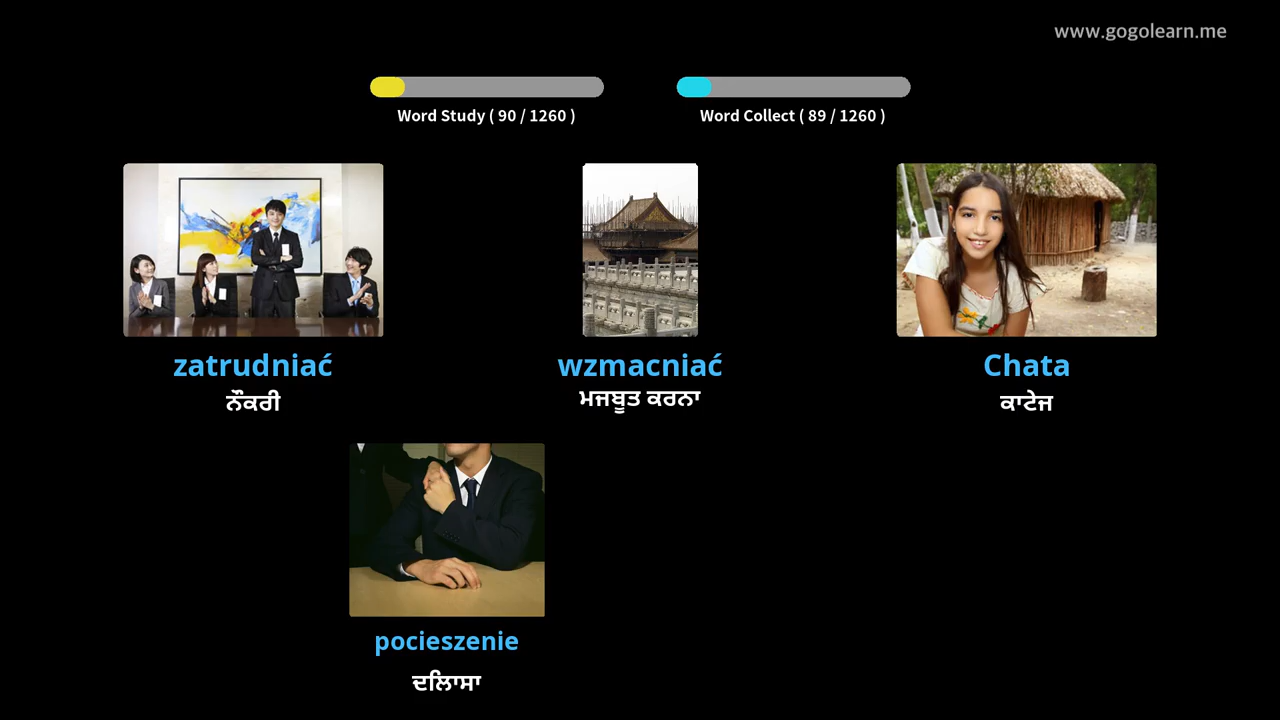 www.gogolearn.me
Word Study ( 90 / 1260 )
Word Collect ( 89 / 1260 )
zatrudniać
wzmacniać
Chata
ਨੌਕਰੀ
ਮਜਬੂਤ ਕਰਨਾ
ਕਾਟੇਜ
pocieszenie
ਦਲਿਾਸਾ